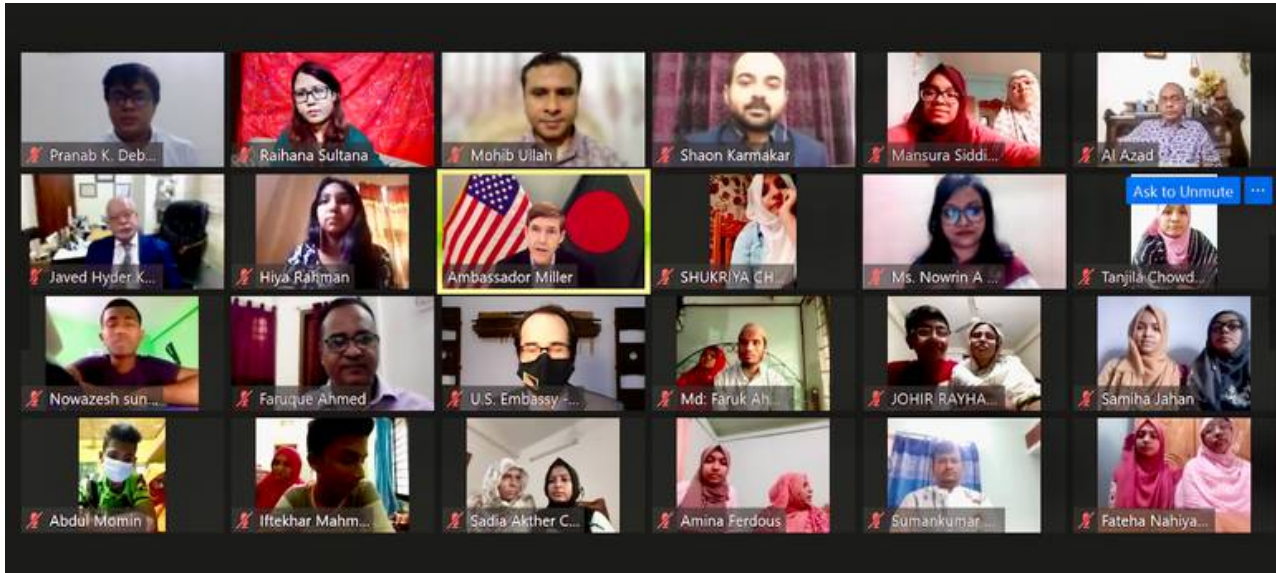 Pranab K. Deb...
Raihana Sultana
Mohib Ullah
Shaon Karmakar
Mansura Siddi...
Al Azad
Javed Hyder K...
Hiya Rahman
Ambassador Miller
SHUKRIYA CH...
Ms. Nowrin A ...
Ask to Unmute ...
Tanjila Chowd...
Nowazesh sun...
Faruque Ahmed
U.S. Embassy -...
Md: Faruk Ah...
JOHIR RAYHA...
Samiha Jahan
Abdul Momin
Iftekhar Mahm...
Sadia Akther C...
Amina Ferdous
Sumankumar ...
Fateha Nahiya...